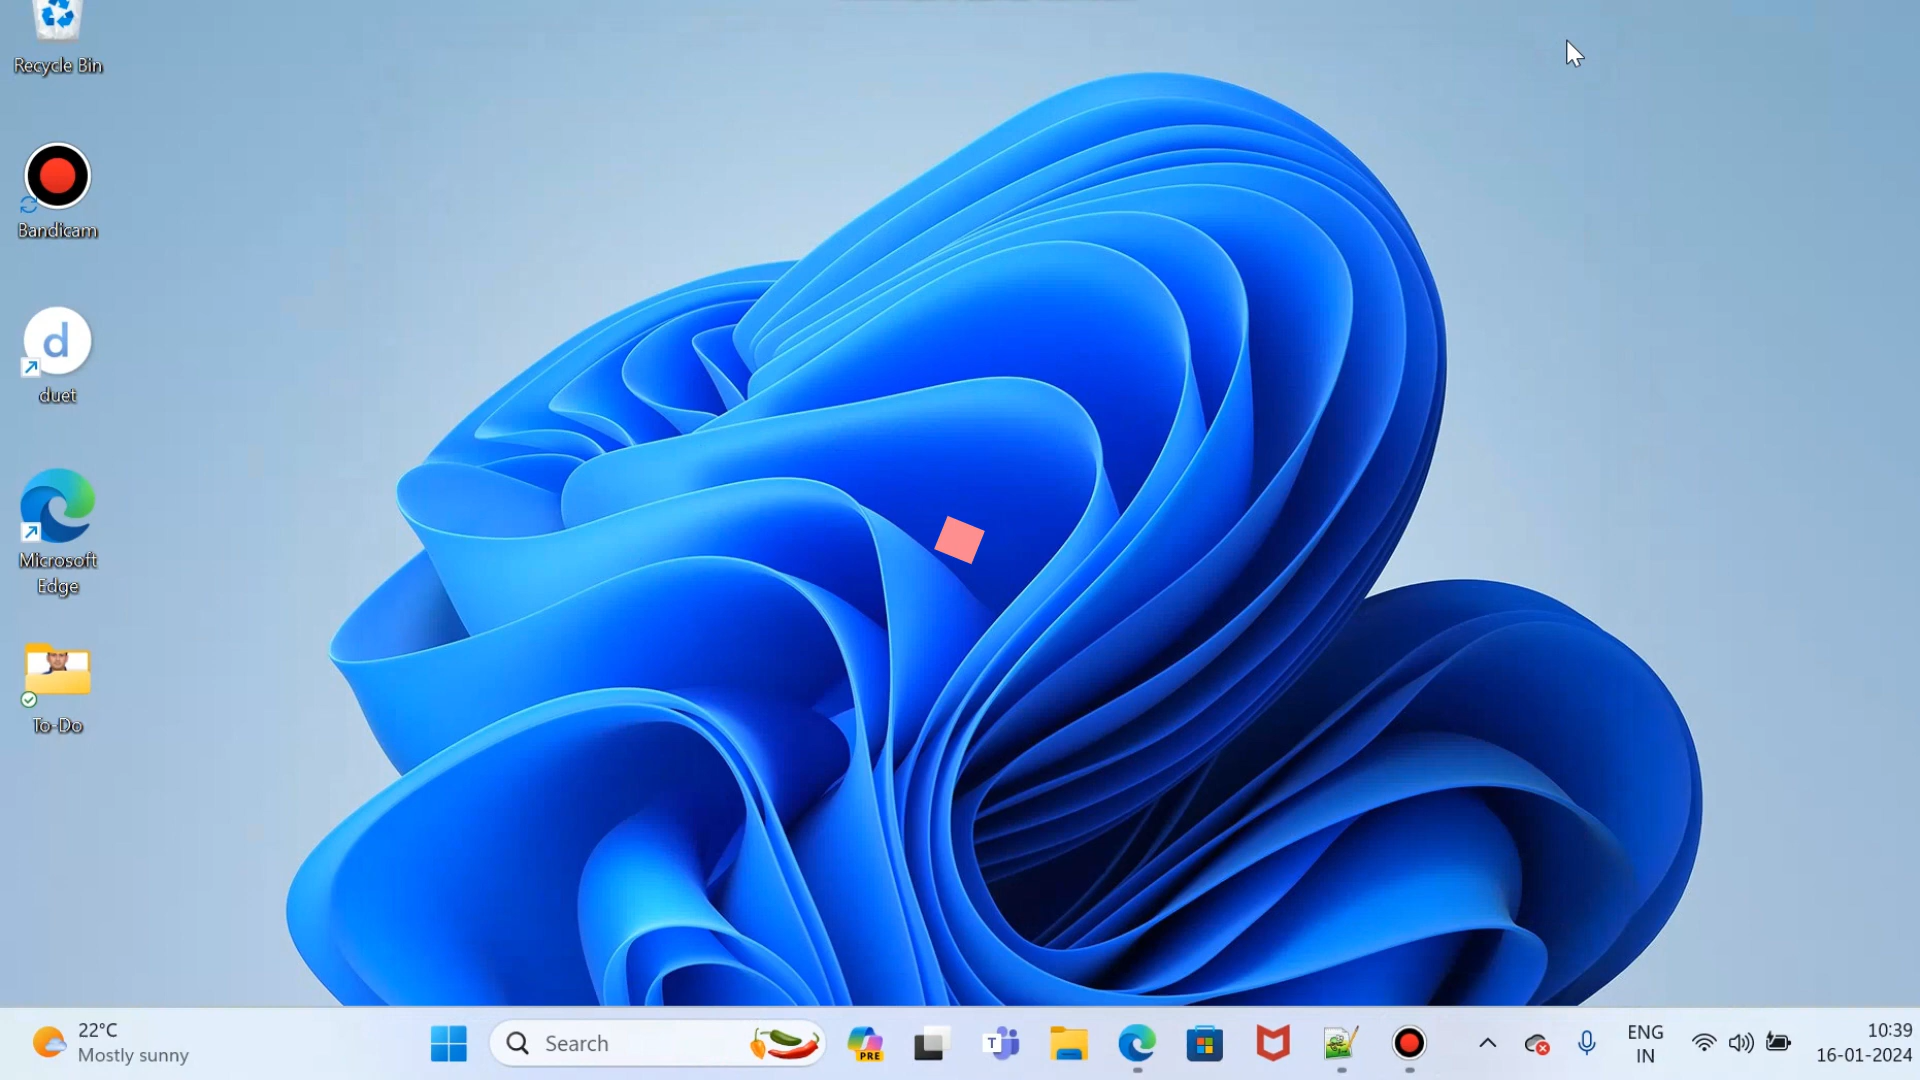 Recycle Bin
Bandicam
d
duet
Microsoft
Edge
To-Do
22°C
Mostly sunny
Search
PRE
T
ENG
IN
10:39
16-01-2024